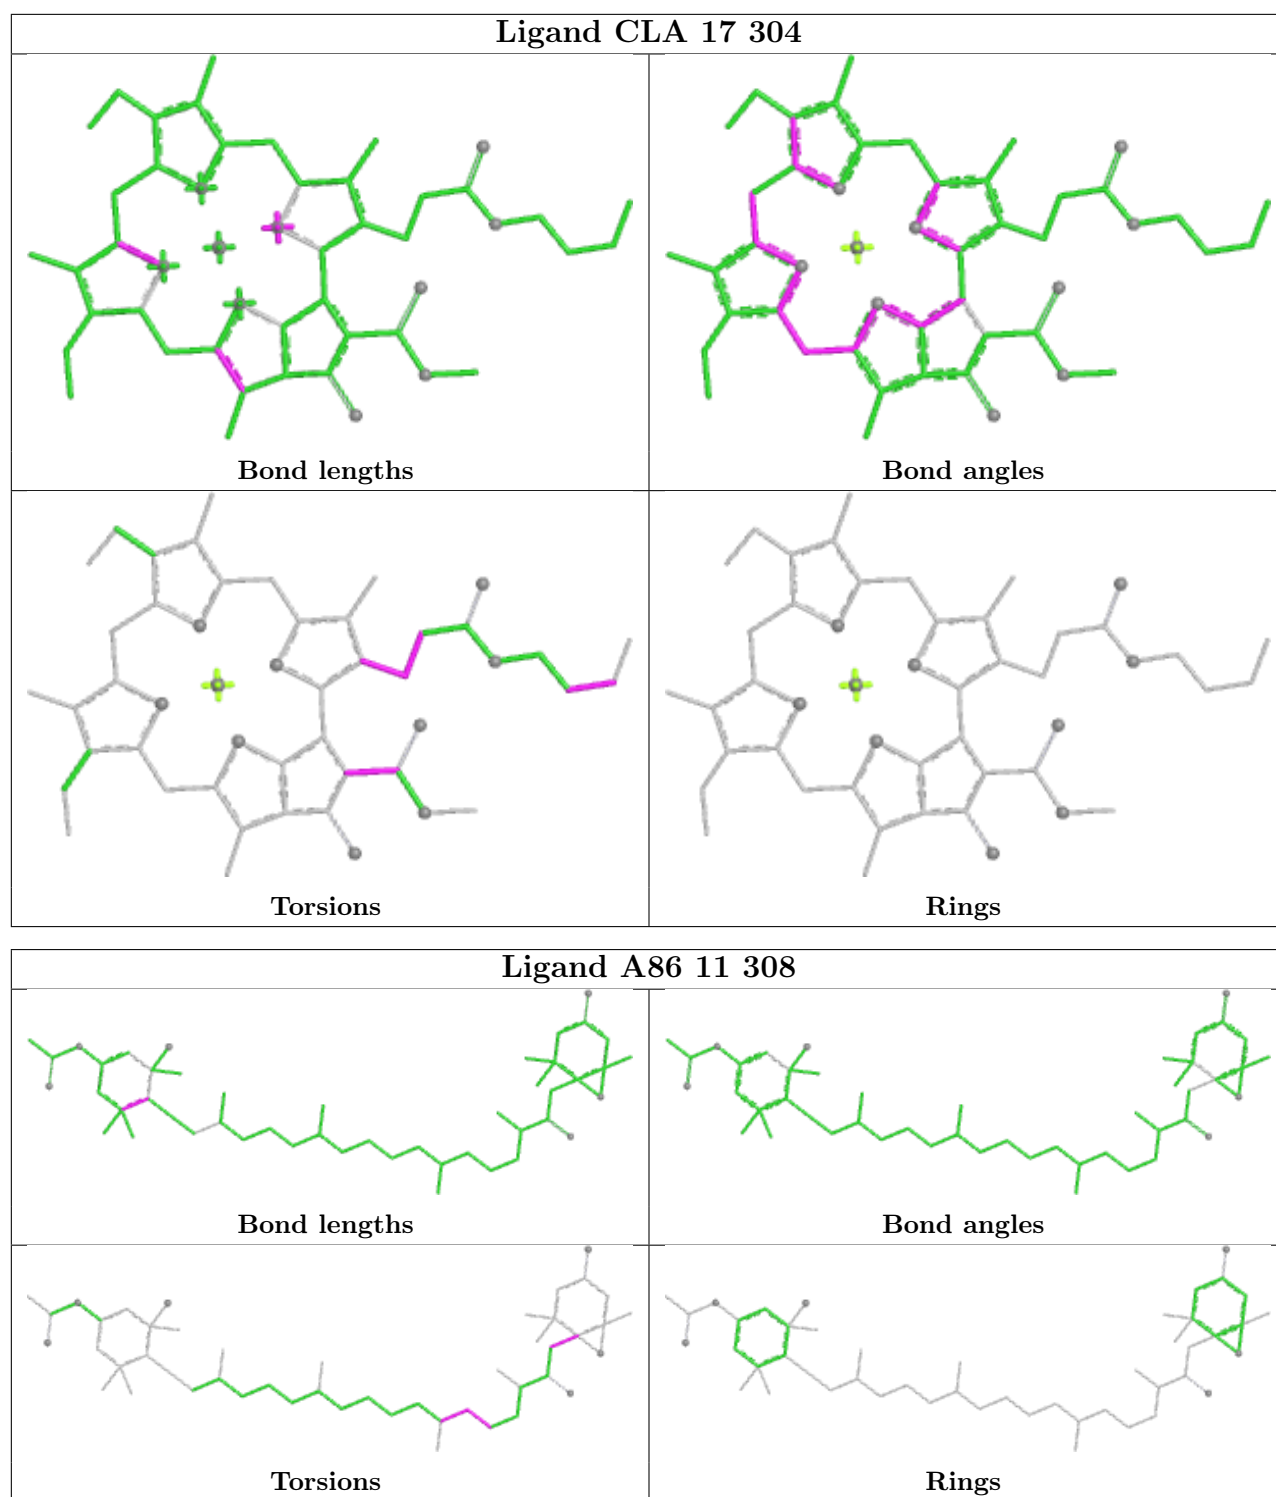 Ligand CLA 17 304
Bond lengths
Bond angles
Torsions
Rings
Ligand A86 11 308
Bond lengths
Bond angles
Torsions
Rings